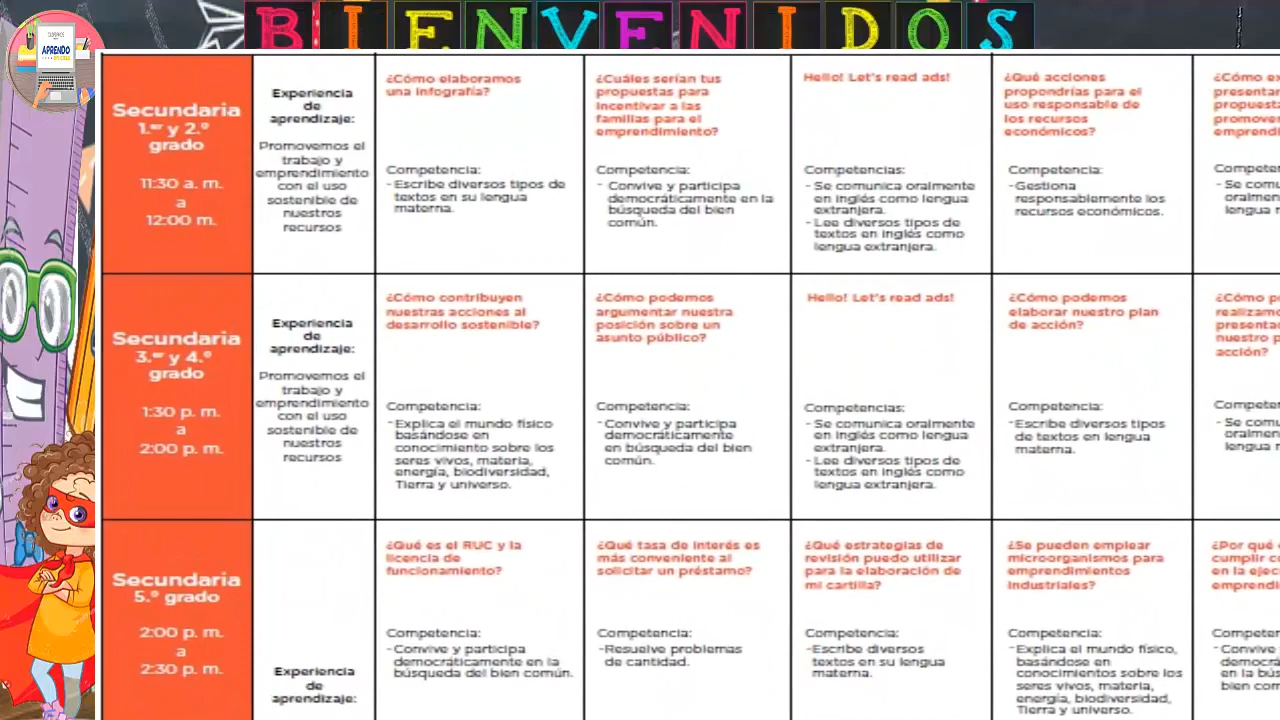 BIENVENIDOS
APRENDO
Secundaria
1.er y 2.º
grado
11:30 a. m.
a
12:00 m.
Experiencia
de
aprendizaje:
Promovemos el
trabajo y
emprendimiento
con el uso
sostenible de
nuestros
recursos
¿Cómo elaboramos
una infografía?
Competencia:
- Escribe diversos tipos de
textos en su lengua
materna.
¿Cuáles serían tus
propuestas para
incentivar a las
familias para el
emprendimiento?
Competencia:
- Convive y participa
democráticamente en la
búsqueda del bien
común.
Hello! Let's read ads!
Competencias:
- Se comunica oralmente
en inglés como lengua
extranjera.
- Lee diversos tipos de
textos en inglés como
lengua extranjera.
¿Qué acciones
propondrías para el
uso responsable de
los recursos
económicos?
Competencia:
- Gestiona
responsablemente los
recursos económicos.
¿Cómo
- Se
Secundaria
3.er y 4.º
grado
1:30 p. m.
a
2:00 p. m.
Experiencia
de
aprendizaje:
Promovemos el
trabajo y
emprendimiento
con el uso
sostenible de
nuestros
recursos
¿Cómo contribuyen
nuestras acciones al
desarrollo sostenible?
Competencia:
- Explica el mundo físico
basándose en
conocimiento sobre los
seres vivos, materia,
energía, biodiversidad,
Tierra y universo.
¿Cómo podemos
argumentar nuestra
posición sobre un
asunto público?
Competencia:
- Convive y participa
democráticamente
en búsqueda del bien
común.
Hello! Let's read ads!
Competencias:
- Se comunica oralmente
en inglés como lengua
extranjera.
- Lee diversos tipos de
textos en inglés como
lengua extranjera.
¿Cómo podemos
elaborar nuestro plan
de acción?
Competencia:
- Escribe diversos tipos
de textos en lengua
materna.
¿Cómo
nuestro
acción?
- Se
Secundaria
5.º grado
2:00 p. m.
a
2:30 p. m.
Experiencia
de
aprendizaje:
¿Qué es el RUC y la
licencia de
funcionamiento?
Competencia:
- Convive y participa
democráticamente en la
búsqueda del bien común.
¿Qué tasa de interés es
más conveniente al
solicitar un préstamo?
Competencia:
- Resuelve problemas
de cantidad.
¿Qué estrategias de
revisión puedo utilizar
para la elaboración de
mi cartilla?
Competencia:
- Escribe diversos
textos en su lengua
materna.
¿Se pueden emplear
microorganismos para
emprendimientos
industriales?
Competencia:
- Explica el mundo físico,
basándose en
conocimientos sobre los
seres vivos, materia,
energía, biodiversidad,
Tierra y universo.
¿Por qué
cumplir
en la
- Convive
en la
bien